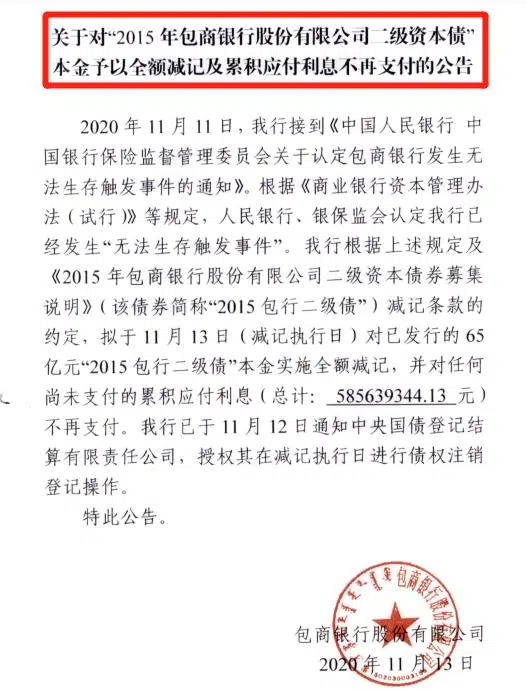 关于对“2015 年包商银行股份有限公司二级资本债”
本金予以全额减记及累积应付利息不再支付的公告
2020 年 11 月 11 日，我行接到《中国人民银行 中
国银行保险监督管理委员会关于认定包商银行发生无
法生存触发事件的通知》。根据《商业银行资本管理办
法（试行）》等规定，人民银行、银保监会认定我行已
经发生“无法生存触发事件”。我行根据上述规定及
《2015 年包商银行股份有限公司二级资本债券募集
说明》（该债券简称“2015 包行二级债”）减记条款的
约定，拟于 11 月 13 日（减记执行日）对已发行的 65
亿元“2015 包行二级债”本金实施全额减记，并对任何
尚未支付的累积应付利息（总计： 585639344.13 元）
不再支付。我行已于 11 月 12 日通知中央国债登记结
算有限责任公司，授权其在减记执行日进行债权注销
登记操作。
特此公告。
包商银行股份有限公司
包商银行股份有限公司
2020 年 11 月 13 日